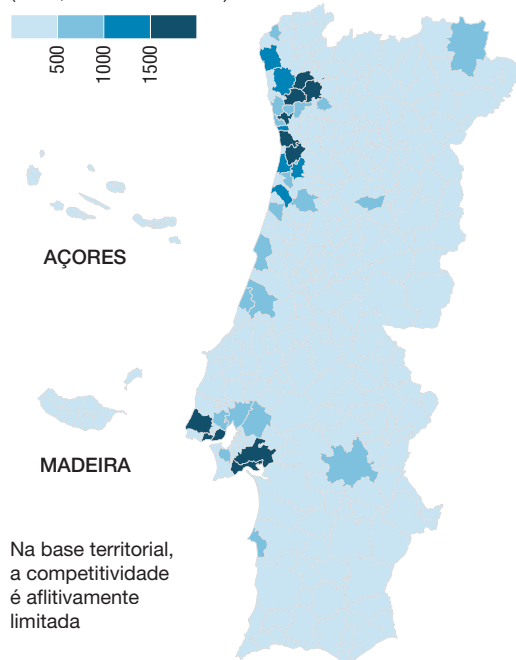 500
1000
1500
AÇORES
MADEIRA
Na base territorial,
a competitividade
é aflitivamente
limitada